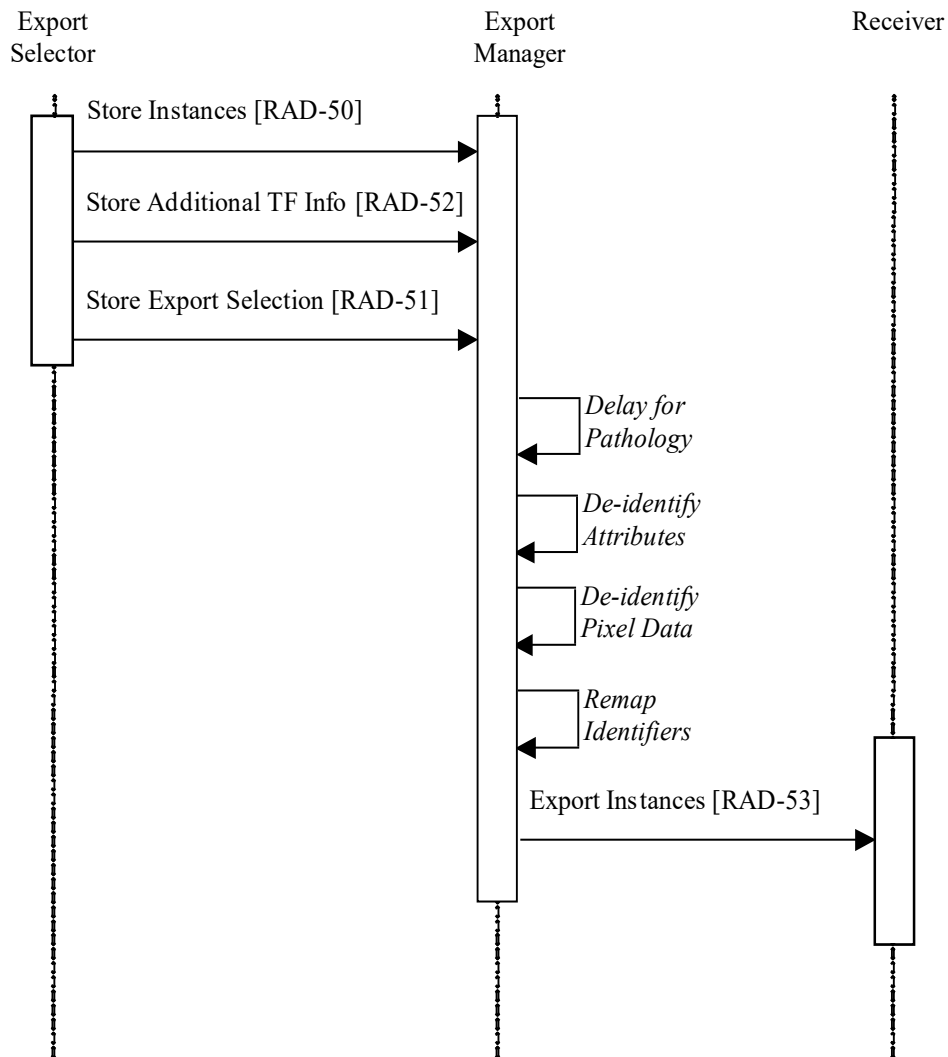 Export
Selector
Export
Manager
Receiver
Store Instances [RAD-50]
Store Additional TF Info [RAD-52]
Store Export Selection [RAD-51]
Delay for
Pathology
De-identify
Attributes
De-identify
Pixel Data
Remap
Identifiers
Export Instances [RAD-53]